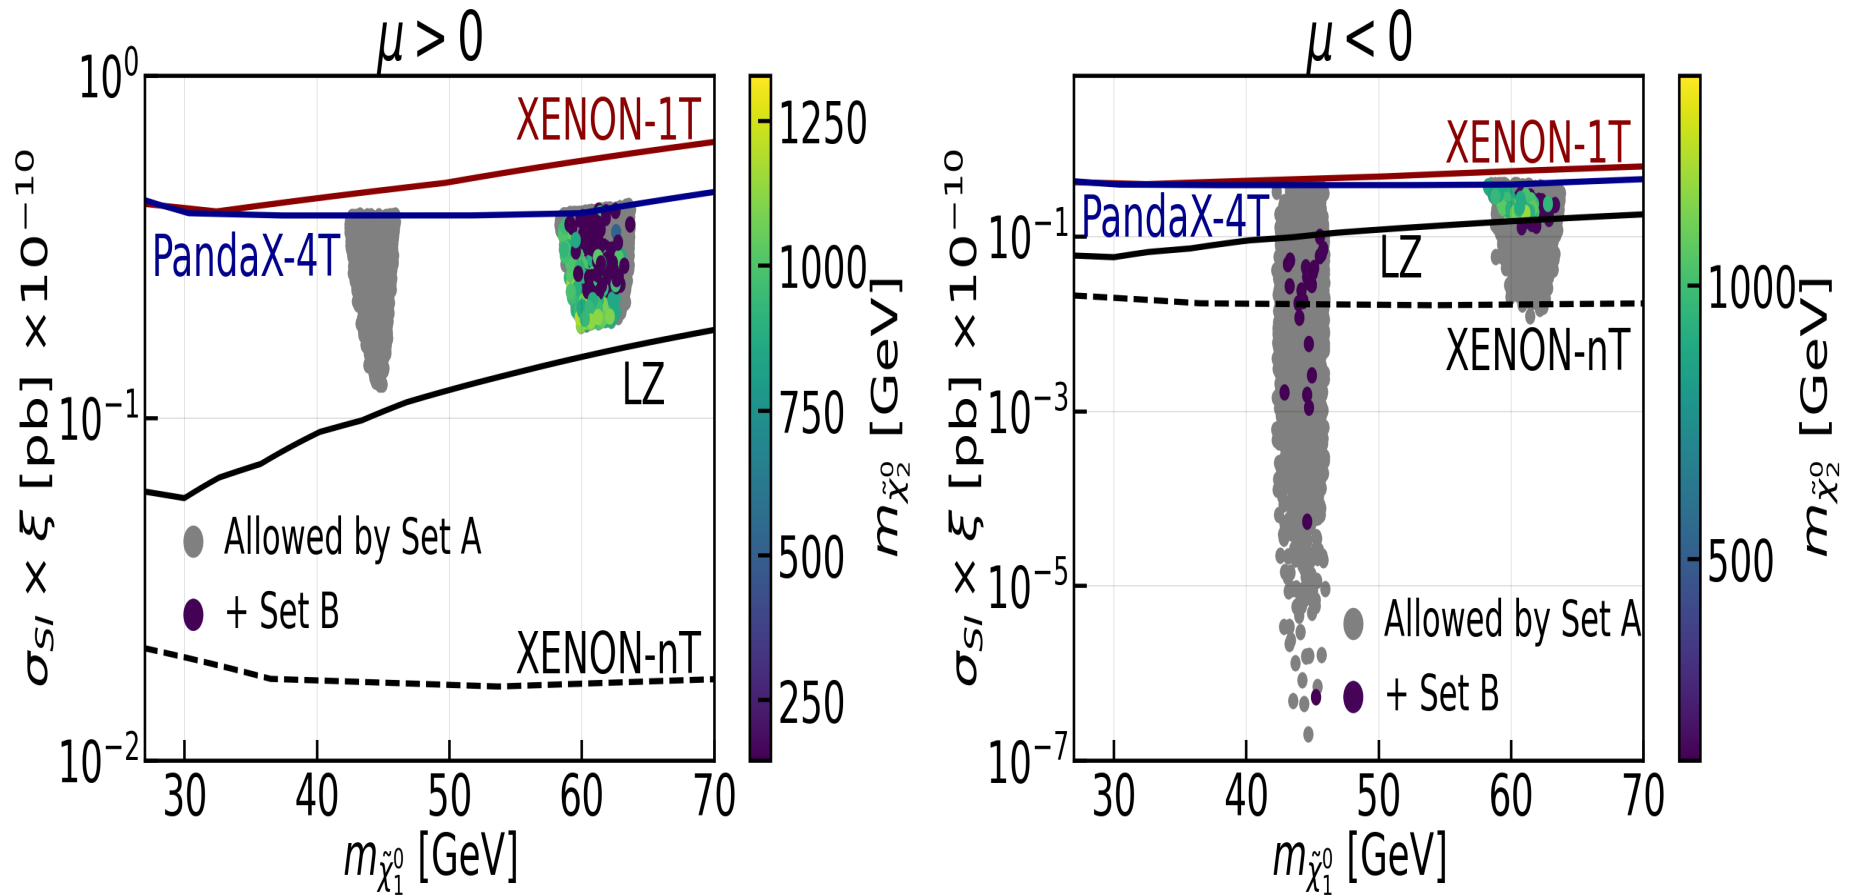 μ > 0
σ_SI × ξ [pb] ×10⁻¹⁰
10⁰
10⁻¹
10⁻²
XENON-1T
PandaX-4T
LZ
Allowed by Set A
+ Set B
XENON-nT
30 40 50 60 70
m_χ̃₁⁰ [GeV]
1250
1000
750
500
250
m_χ̃₂⁰ [GeV]
μ < 0
σ_SI × ξ [pb] ×10⁻¹⁰
10⁻¹
10⁻³
10⁻⁵
10⁻⁷
XENON-1T
PandaX-4T
LZ
XENON-nT
Allowed by Set A
+ Set B
30 40 50 60 70
m_χ̃₁⁰ [GeV]
1000
500
m_χ̃₂⁰ [GeV]